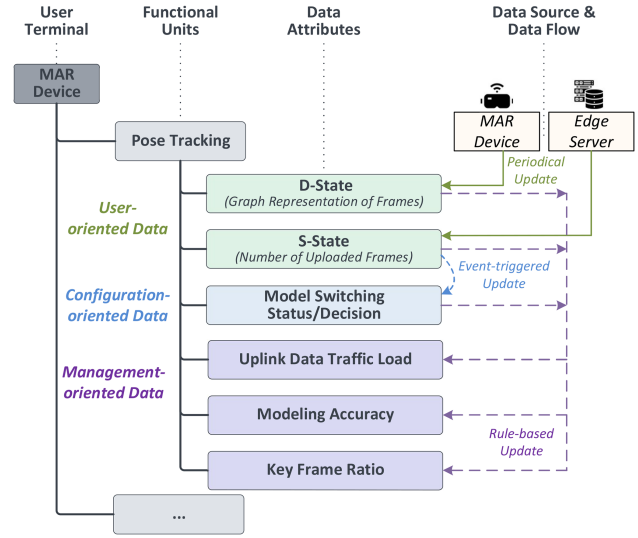 User
Terminal
Functional
Units
Data
Attributes
Data Source &
Data Flow
MAR
Device
MAR
Device
Edge
Server
Pose Tracking
Periodical
Update
D-State
(Graph Representation of Frames)
User-
oriented Data
S-State
(Number of Uploaded Frames)
Event-triggered
Update
Configuration-
oriented Data
Model Switching
Status/Decision
Uplink Data Traffic Load
Management-
oriented Data
Modeling Accuracy
Rule-based
Update
Key Frame Ratio
...